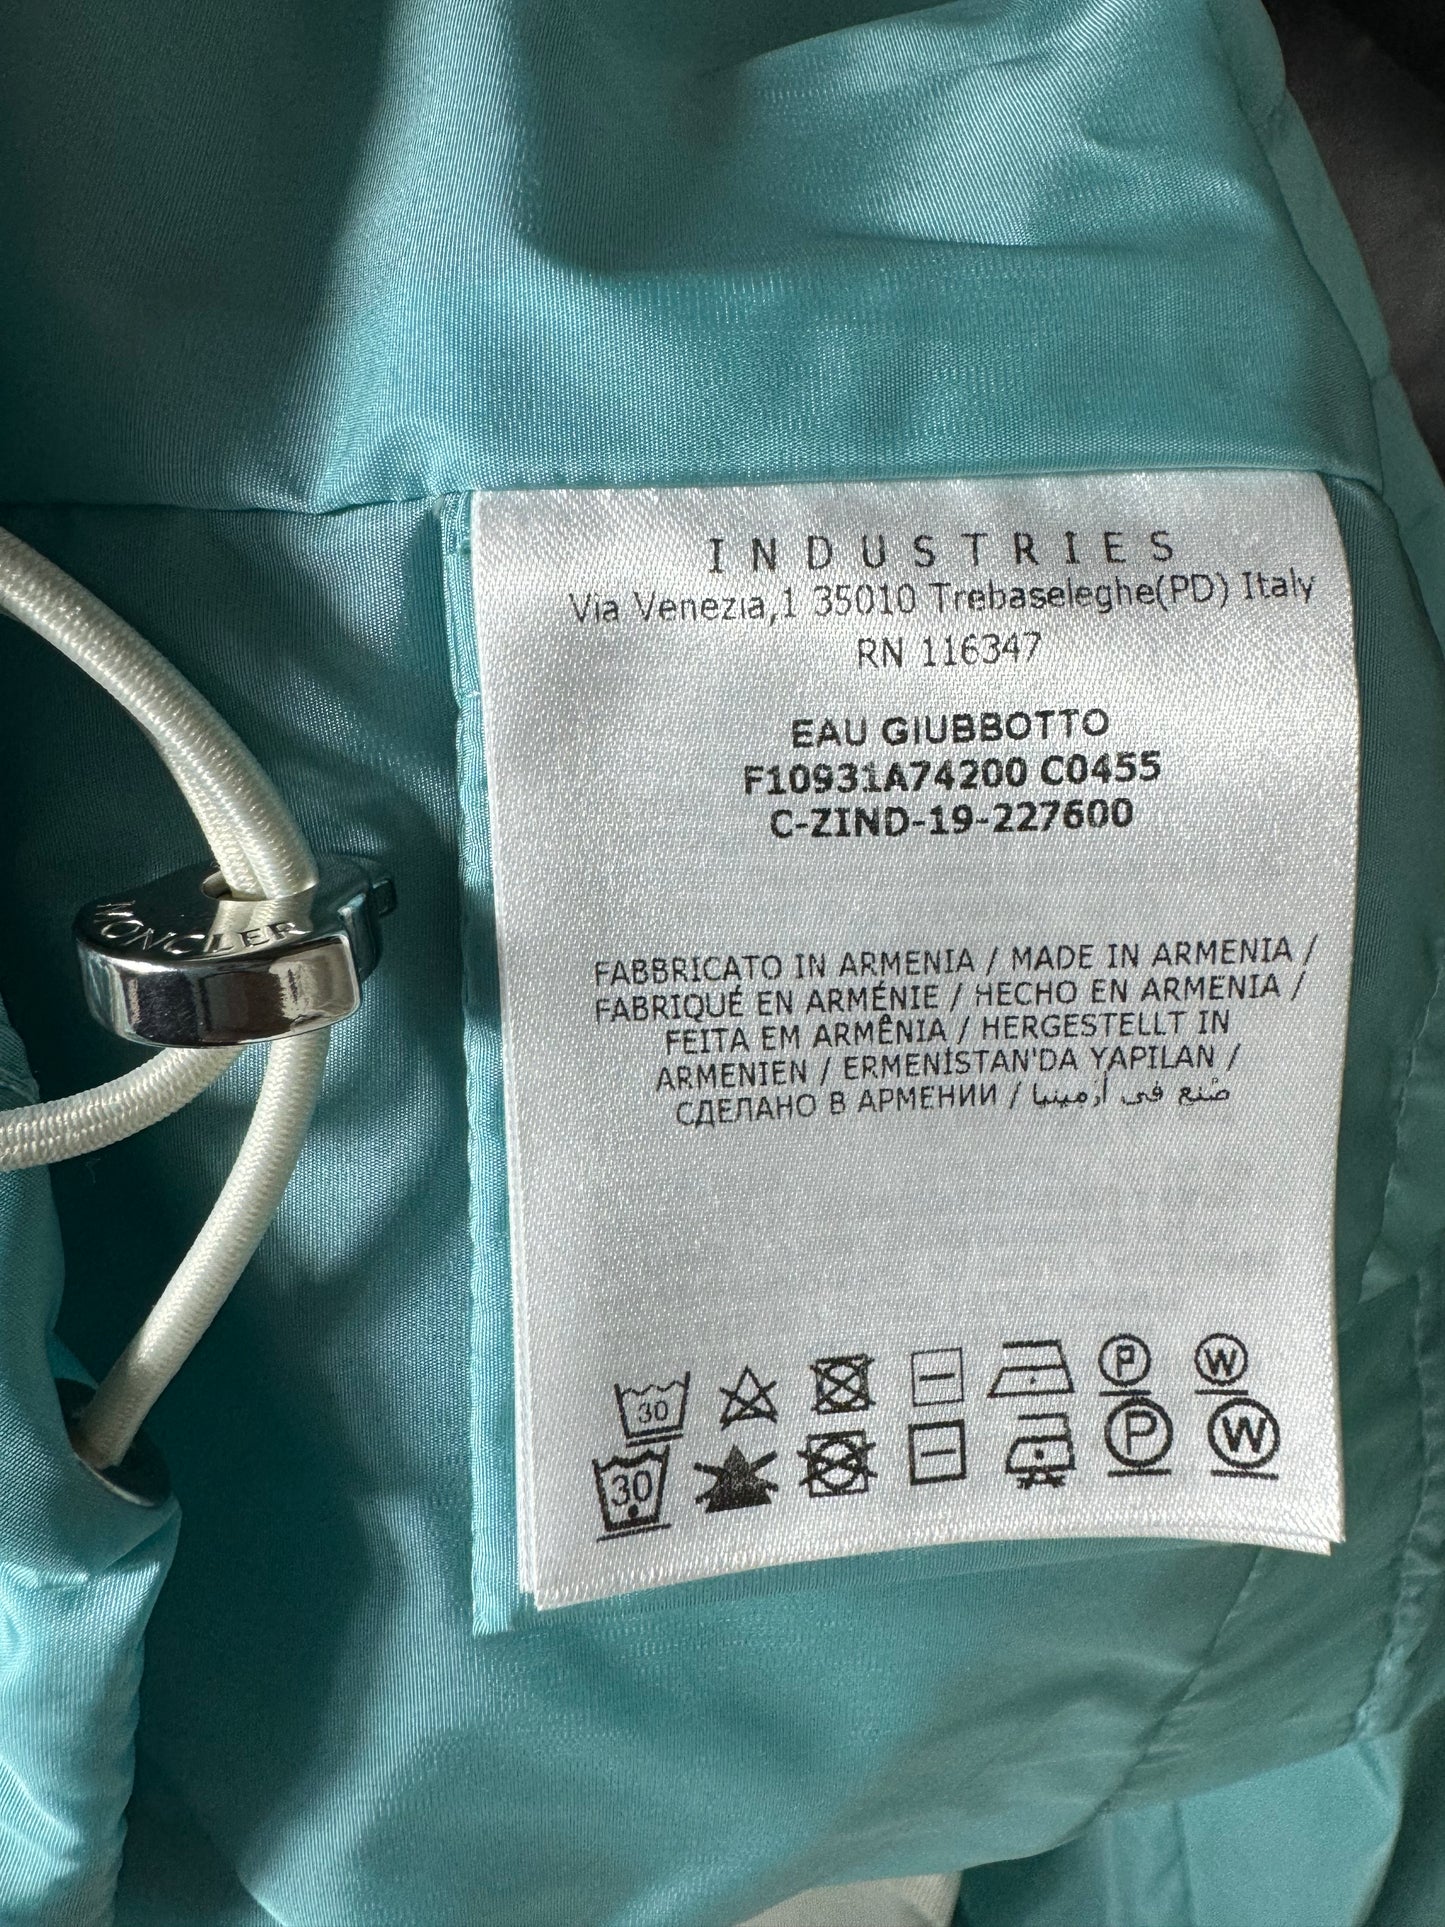 INDUSTRIES
Via Venezia,1 35010 Trebaseleghe(PD) Italy
RN 116347
EAU GIUBBOTTO
F10931A74200 C0455
C-ZIND-19-227600
FABBRICATO IN ARMENIA / MADE IN ARMENIA /
FABRIQUÉ EN ARMÉNIE / HECHO EN ARMENIA /
FEITA EM ARMÊNIA / HERGESTELLT IN
ARMENIEN / ERMENİSTAN'DA YAPILAN /
СДЕЛАНО В АРМЕНИИ / صُنع في أرمينيا
30 P W
30 P W
MONCLER